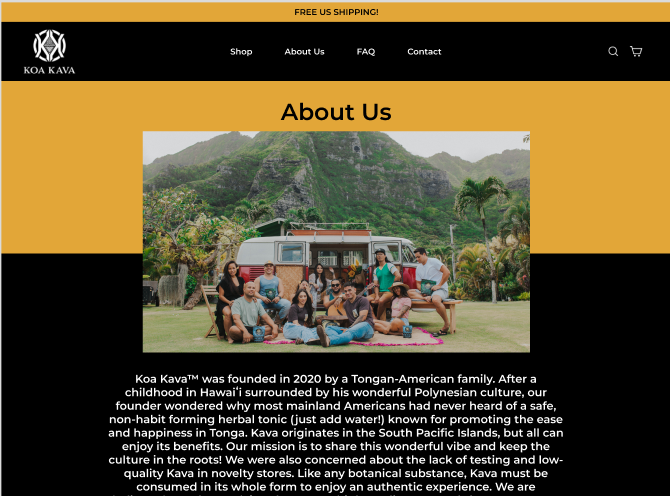 FREE US SHIPPING!
KOA KAVA
Shop About Us FAQ Contact
About Us
Koa Kava™ was founded in 2020 by a Tongan-American family. After a
childhood in Hawaiʻi surrounded by his wonderful Polynesian culture, our
founder wondered why most mainland Americans had never heard of a safe,
non-habit forming herbal tonic (just add water!) known for promoting the ease
and happiness in Tonga. Kava originates in the South Pacific Islands, but all can
enjoy its benefits. Our mission is to share this wonderful vibe and keep the
culture in the roots! We were also concerned about the lack of testing and low-
quality Kava in novelty stores. Like any botanical substance, Kava must be
consumed in its whole form to enjoy an authentic experience. We are